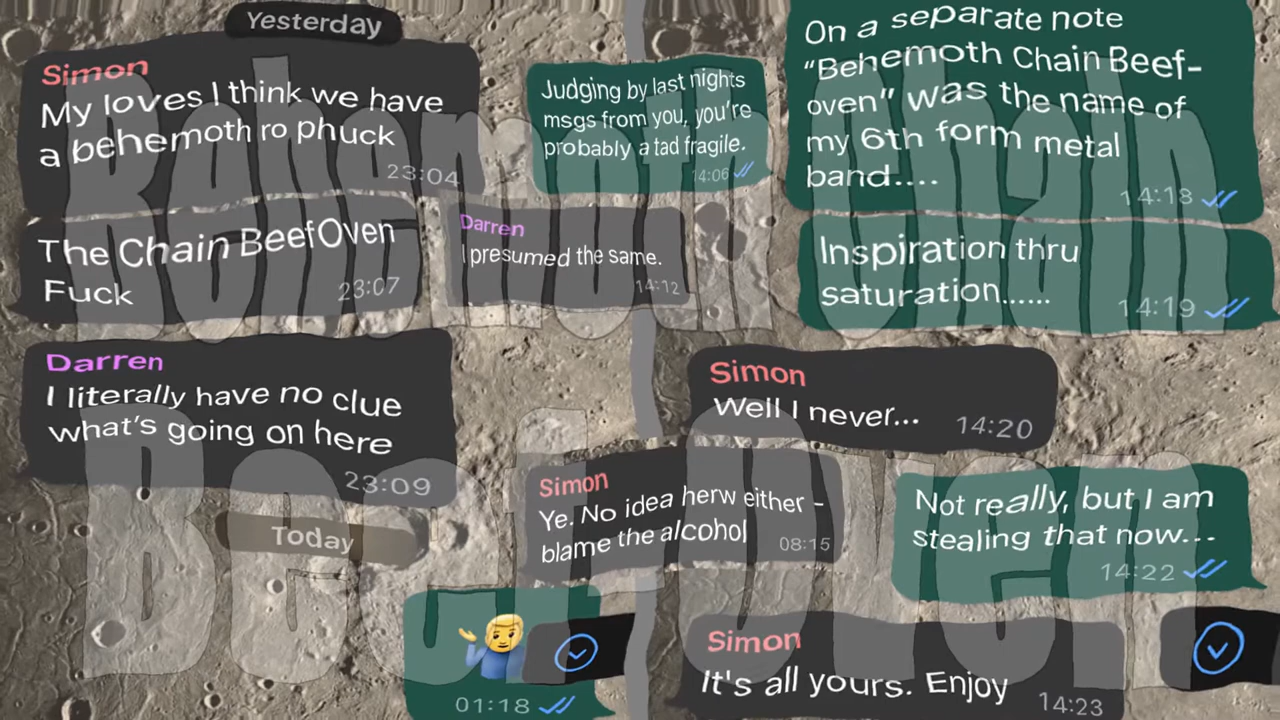 Yesterday
Simon
My loves I think we have
a behemoth ro phuck
23:04
The Chain BeefOven
Fuck
23:07
Darren
I literally have no clue
what's going on here
23:09
Today
01:18
Simon
Ye. No idea herw either -
blame the alcohol
08:15
Judging by last nights
msgs from you, you're
probably a tad fragile.
14:06
Darren
I presumed the same.
14:12
On a separate note
"Behemoth Chain Beef-
oven" was the name of
my 6th form metal
band....
14:18
Inspiration thru
saturation......
14:19
Simon
Well I never...
14:20
Not really, but I am
stealing that now...
14:22
Simon
It's all yours. Enjoy
14:23
Behemoth Chain
Beef Oven